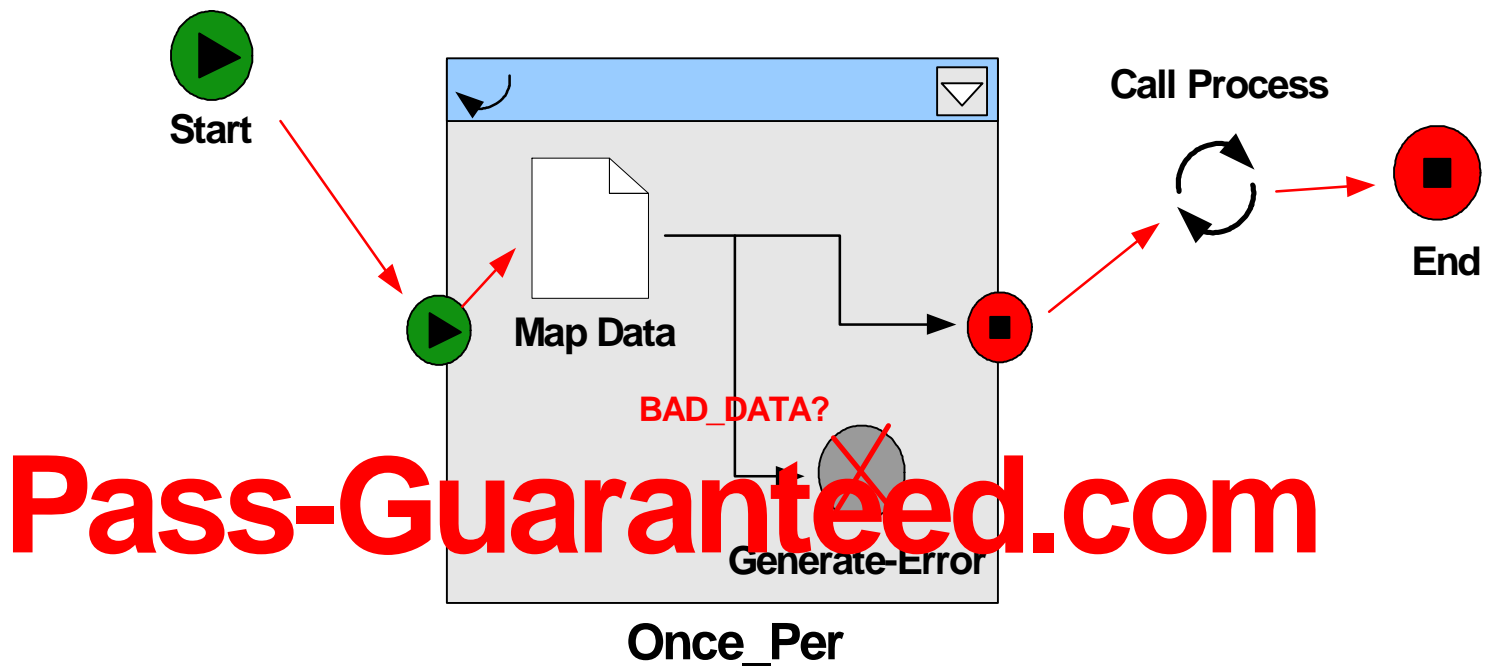 Start
Call Process
End
Map Data
BAD_DATA?
Pass-Guaranteed.com
Generate-Error
Once_Per